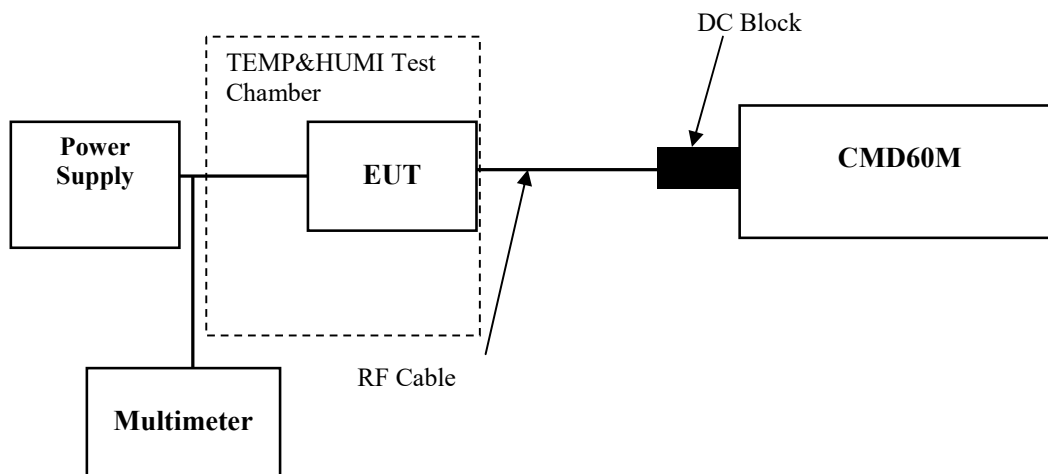 DC Block
TEMP&HUMI Test
Chamber
Power
Supply
EUT
CMD60M
RF Cable
Multimeter